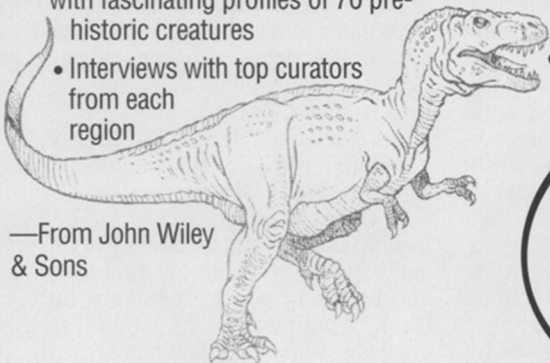 with fascinating profiles of 70 pre-
historic creatures
• Interviews with top curators
from each
region
—From John Wiley
& Sons